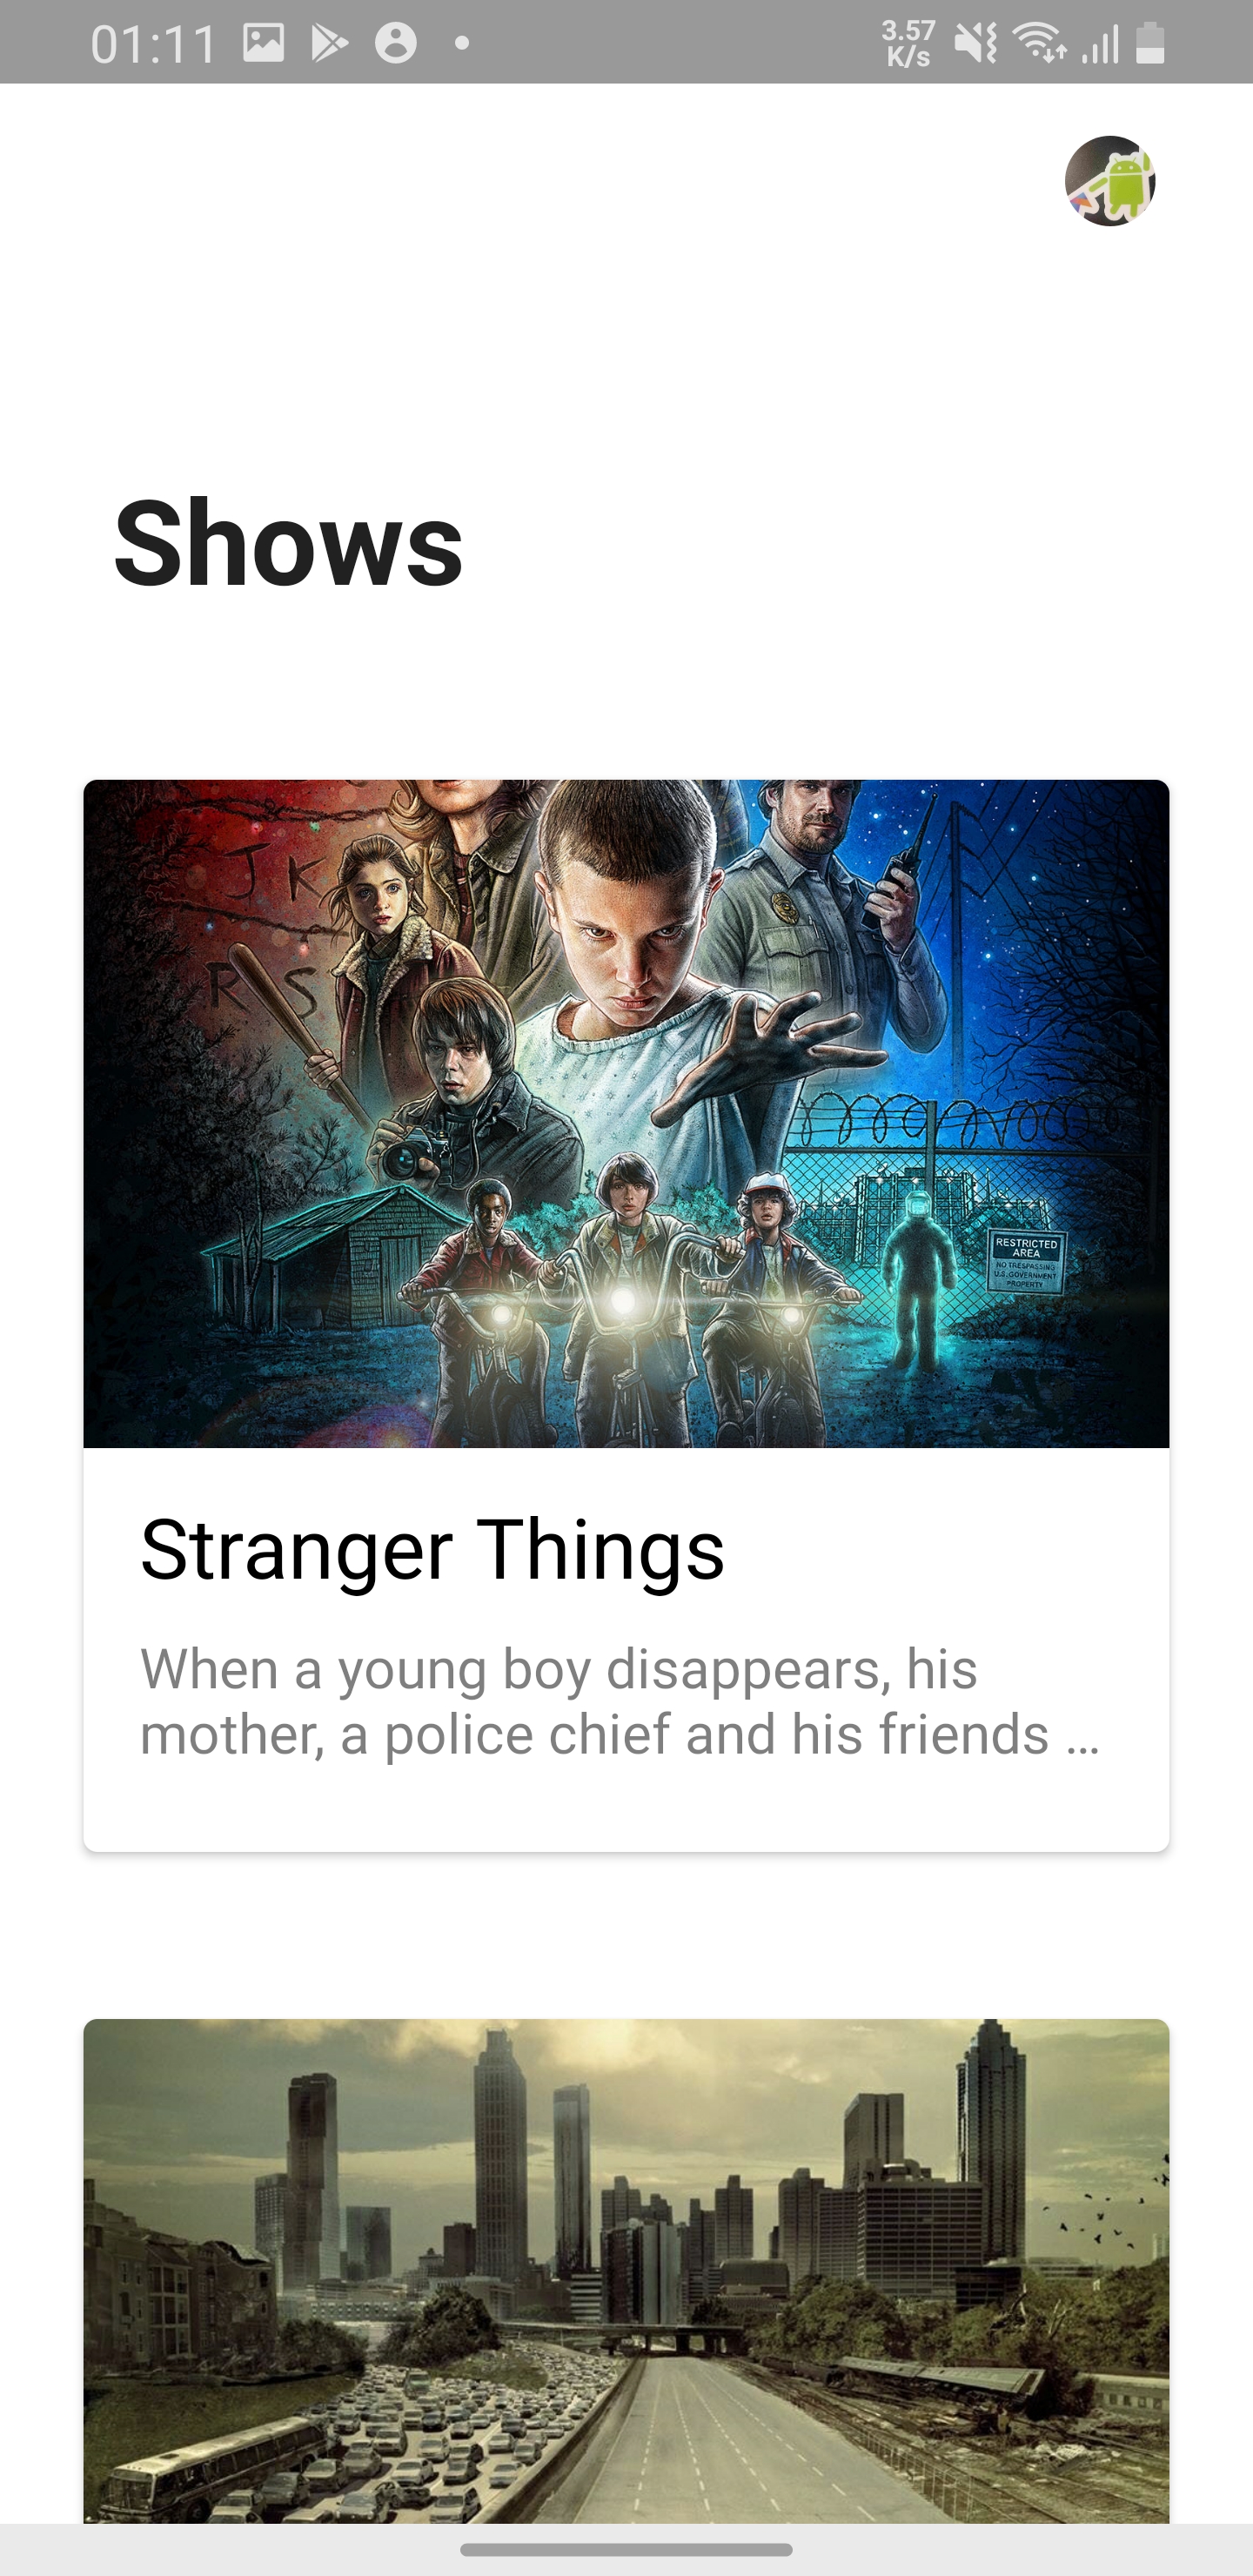 01:11
3.57
K/s
Shows
J K
R S
RESTRICTED
AREA
NO TRESPASSING
U.S. GOVERNMENT
PROPERTY
Stranger Things
When a young boy disappears, his
mother, a police chief and his friends ...